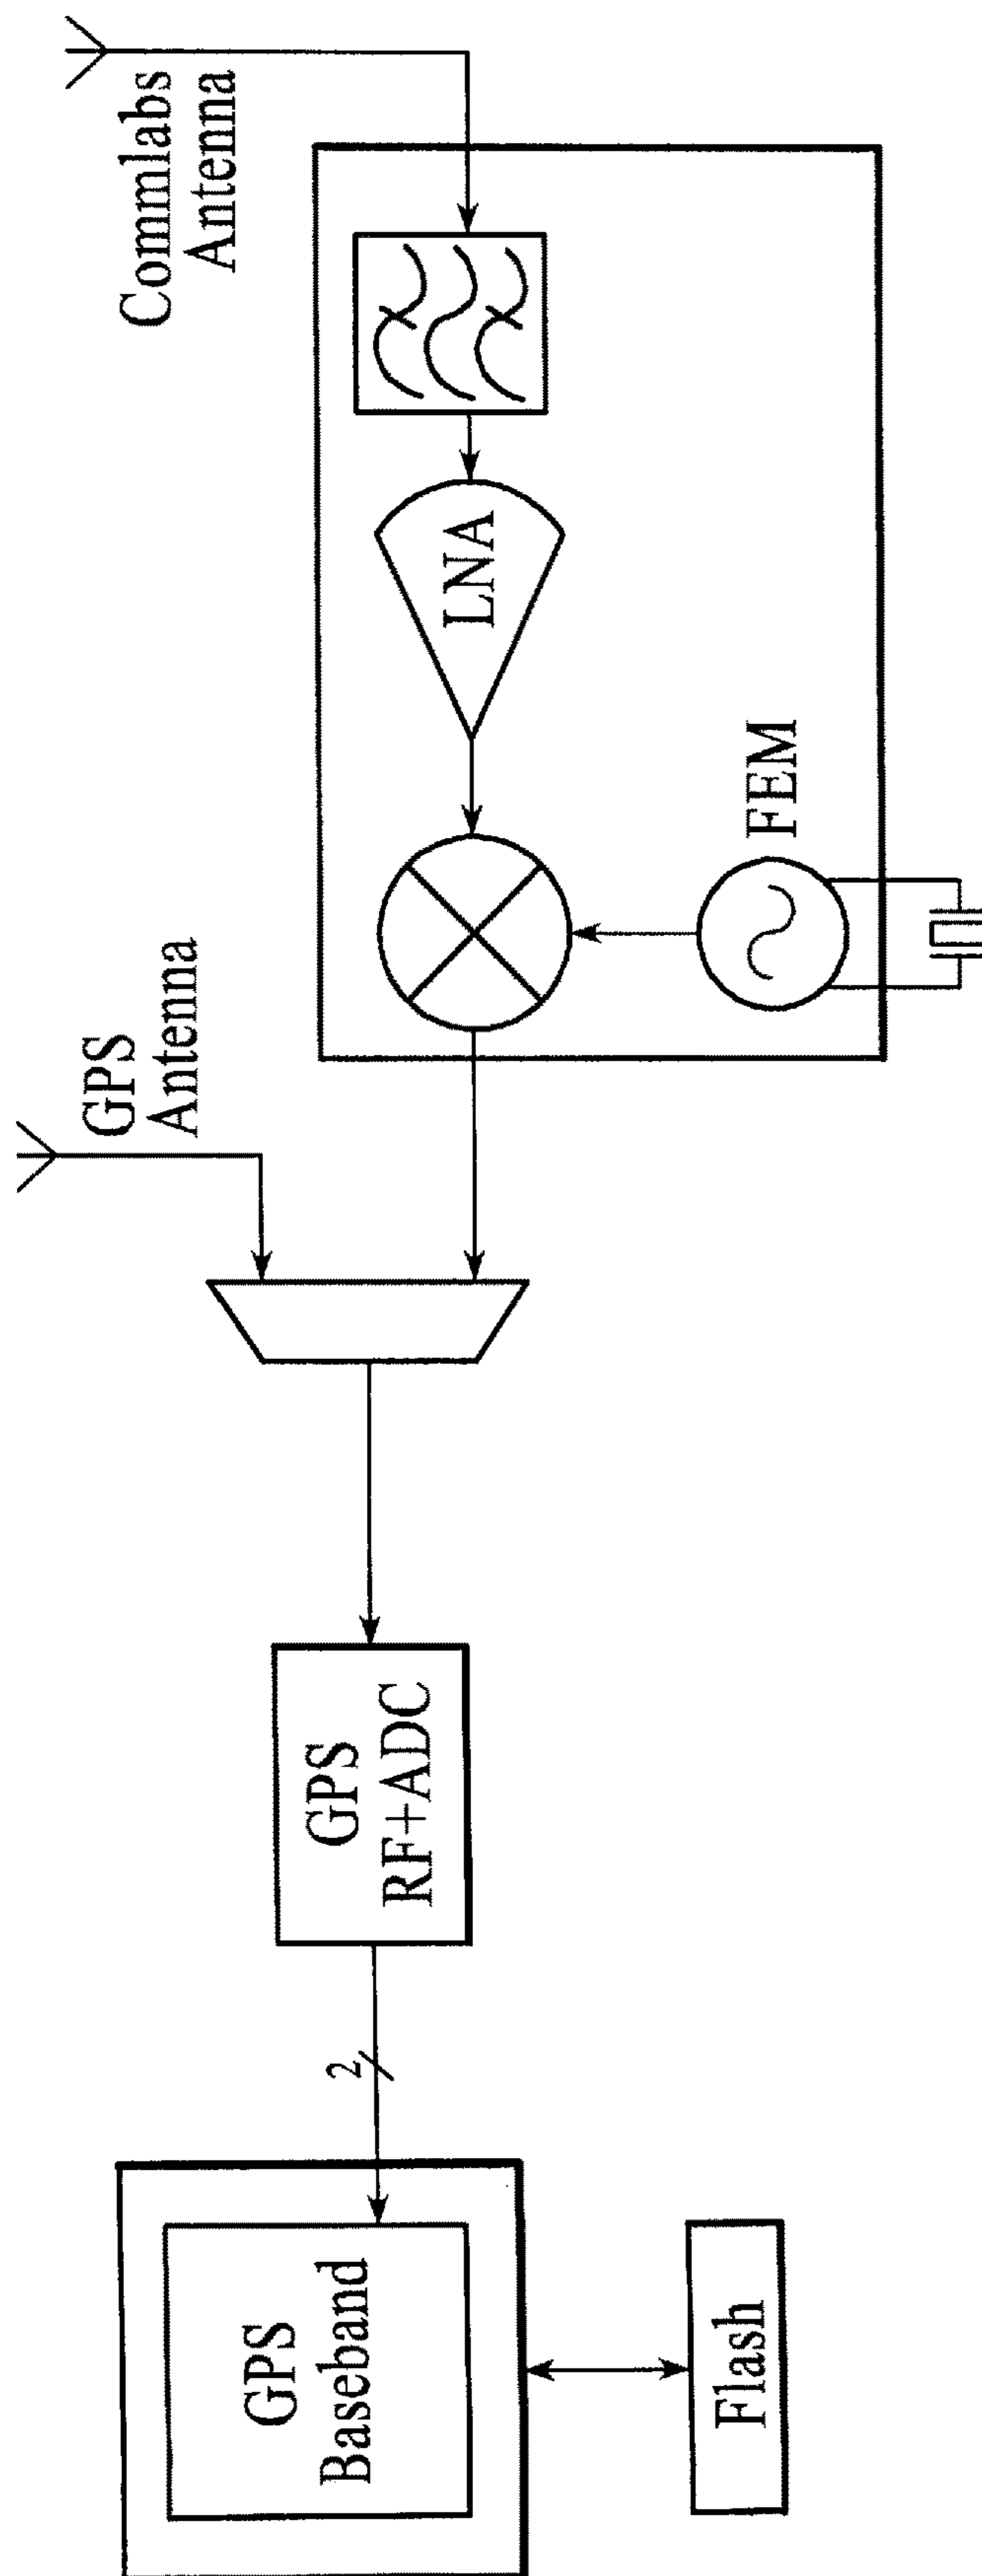 GPS
Baseband
Flash
2
GPS
RF+ADC
GPS
Antenna
FEM
LNA
Commlabs
Antenna